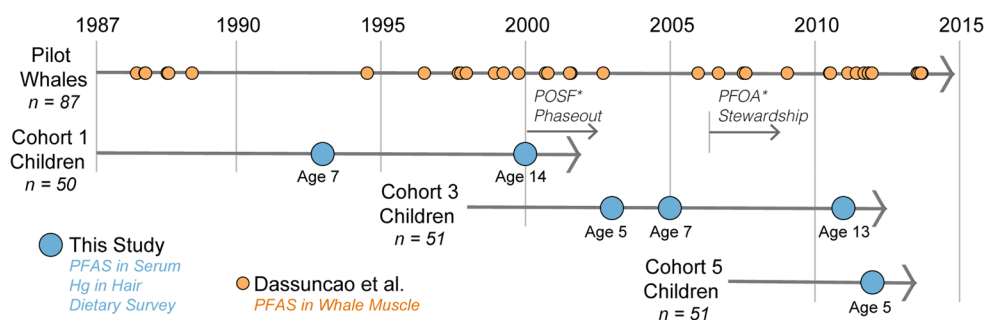 1987 1990 1995 2000 2005 2010 2015
Pilot
Whales
n = 87
POSF*
Phaseout
PFOA*
Stewardship
Cohort 1
Children
n = 50
Age 7
Age 14
Cohort 3
Children
n = 51
Age 5
Age 7
Age 13
This Study
PFAS in Serum
Hg in Hair
Dietary Survey
Dassuncao et al.
PFAS in Whale Muscle
Cohort 5
Children
n = 51
Age 5